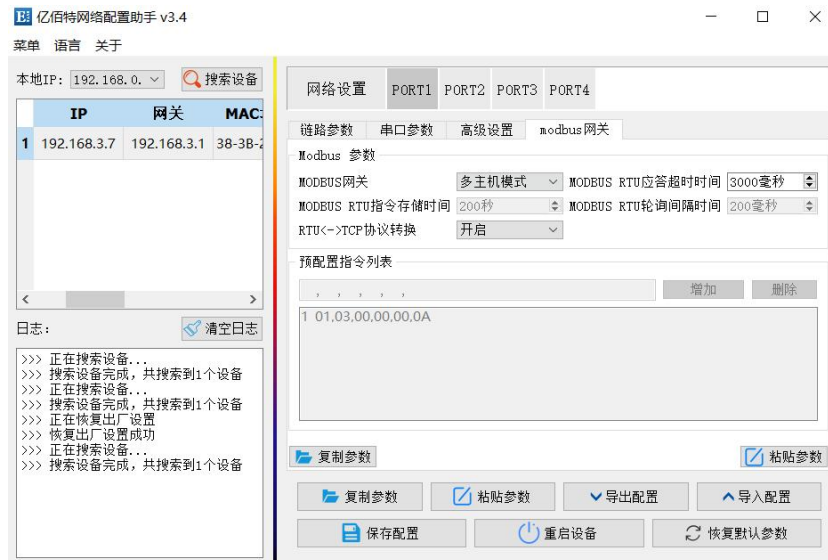 亿佰特网络配置助手 v3.4
菜单 语言 关于
本地IP: 192.168.0. 搜索设备
IP 网关 MAC:
1 192.168.3.7 192.168.3.1 38-3B-2
日志: 清空日志
>>> 正在搜索设备...
>>> 搜索设备完成，共搜索到1个设备
>>> 正在搜索设备...
>>> 搜索设备完成，共搜索到1个设备
>>> 正在恢复出厂设置
>>> 恢复出厂设置成功
>>> 正在搜索设备...
>>> 搜索设备完成，共搜索到1个设备
网络设置 PORT1 PORT2 PORT3 PORT4
链路参数 串口参数 高级设置 modbus网关
Modbus 参数
MODBUS网关 多主机模式 MODBUS RTU应答超时时间 3000毫秒
MODBUS RTU指令存储时间 200秒 MODBUS RTU轮询间隔时间 200毫秒
RTU<->TCP协议转换 开启
预配置指令列表
, , , , , 增加 删除
1 01,03,00,00,00,0A
复制参数 粘贴参数
复制参数 粘贴参数 导出配置 导入配置
保存配置 重启设备 恢复默认参数